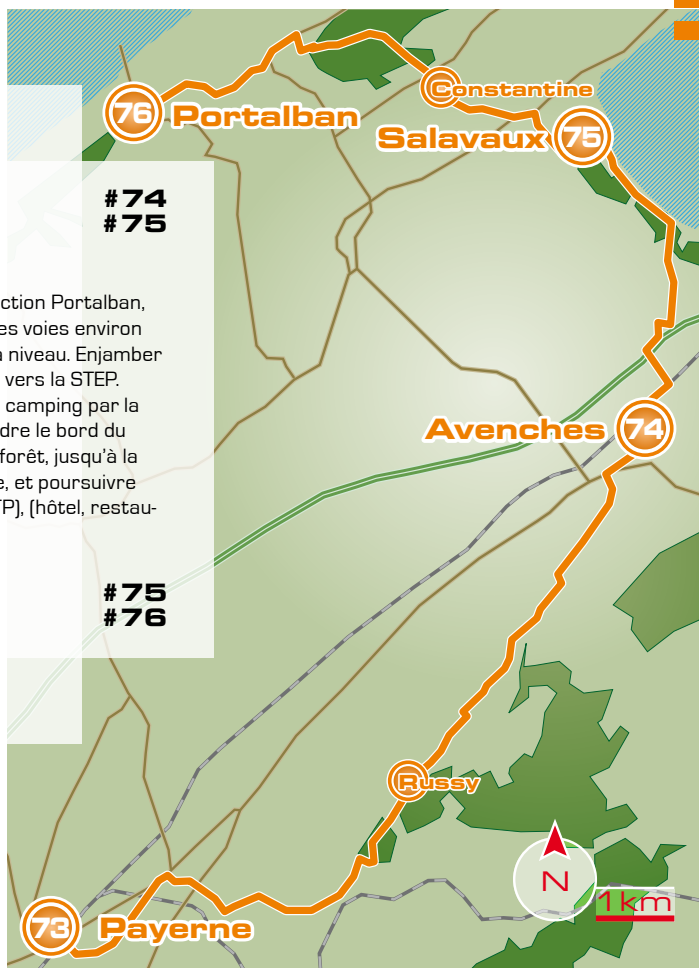 76 Portalban
Constantine
Salavaux 75
#74
#75
ction Portalban,
es voies environ
à niveau. Enjamber
vers la STEP.
camping par la
dre le bord du
forêt, jusqu'à la
e, et poursuivre
P), (hôtel, restau-
#75
#76
Avenches 74
Russy
73 Payerne
N
1km